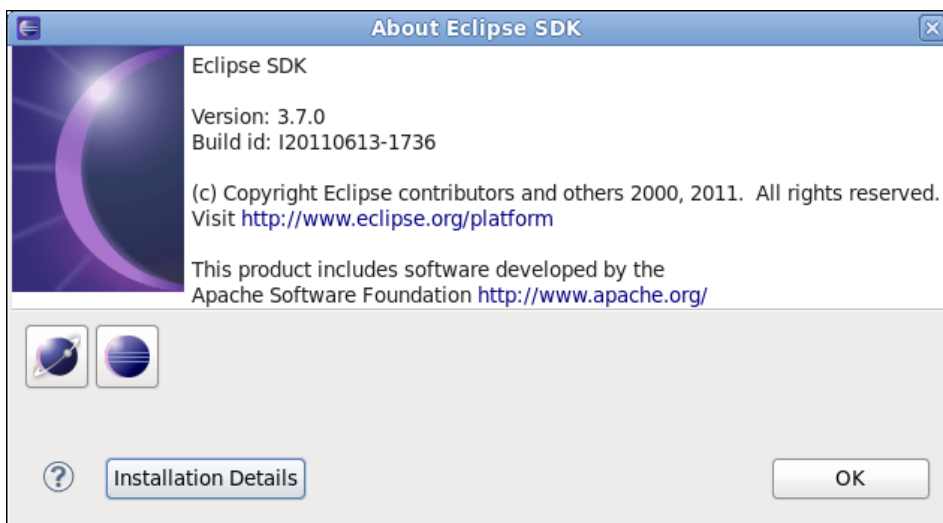 About Eclipse SDK
Eclipse SDK
Version: 3.7.0
Build id: I20110613-1736
(c) Copyright Eclipse contributors and others 2000, 2011.  All rights reserved.
Visit http://www.eclipse.org/platform
This product includes software developed by the
Apache Software Foundation http://www.apache.org/
? Installation Details OK